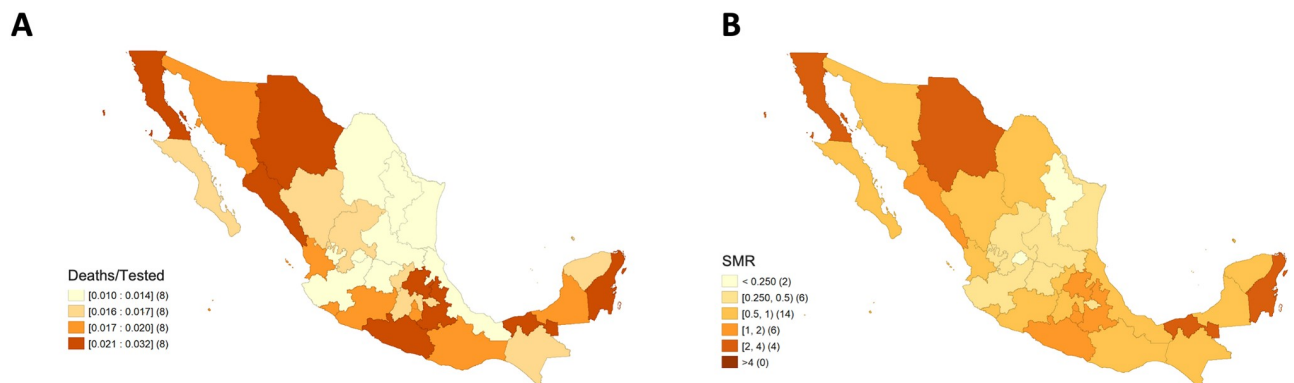 A
B
Deaths/Tested
[0.010 : 0.014] (8)
[0.016 : 0.017] (8)
[0.017 : 0.020] (8)
[0.021 : 0.032] (8)
SMR
< 0.250 (2)
[0.250, 0.5) (6)
[0.5, 1) (14)
[1, 2) (6)
[2, 4) (4)
>4 (0)